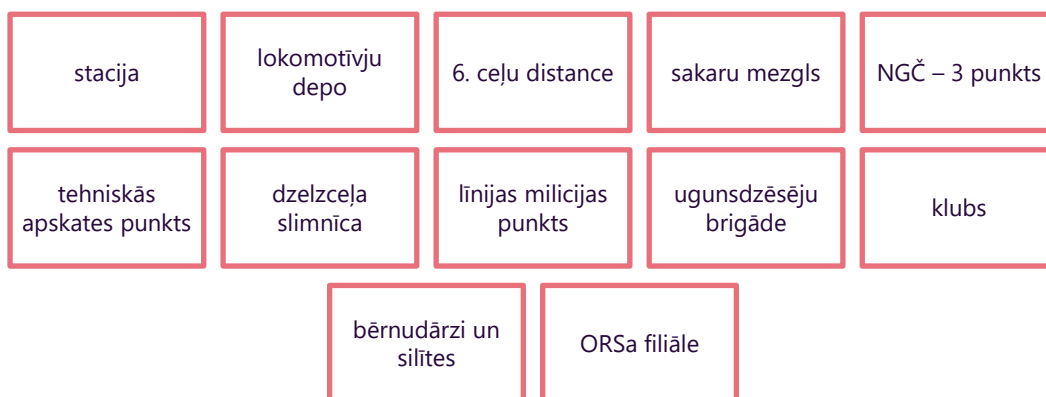 stacija
lokomotīvju
depo
6. ceļu distance
sakaru mezgls
NGČ – 3 punkts
tehniskās
apskates punkts
dzelzceļa
slimnīca
līnijas milicijas
punkts
ugunsdzēsēju
brigāde
klubs
bērnudārzi un
silītes
ORSa filiāle